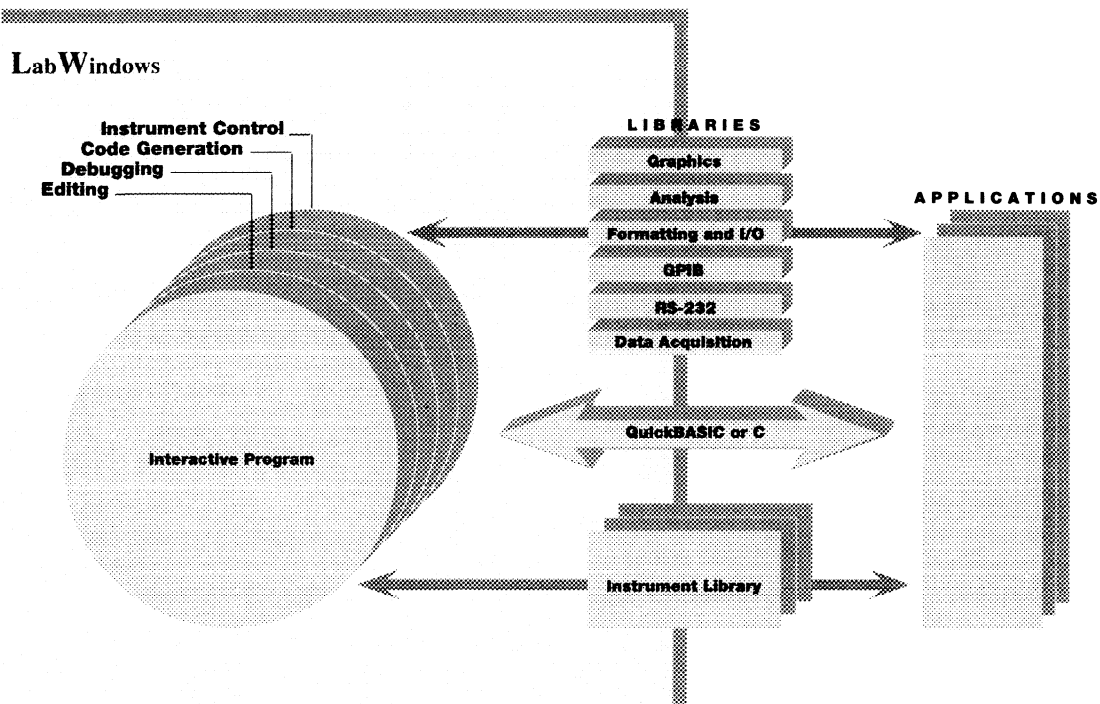 LabWindows
Instrument Control
Code Generation
Debugging
Editing
Interactive Program
LIBRARIES
Graphics
Analysis
Formatting and I/O
GPIB
RS-232
Data Acquisition
QuickBASIC or C
Instrument Library
APPLICATIONS